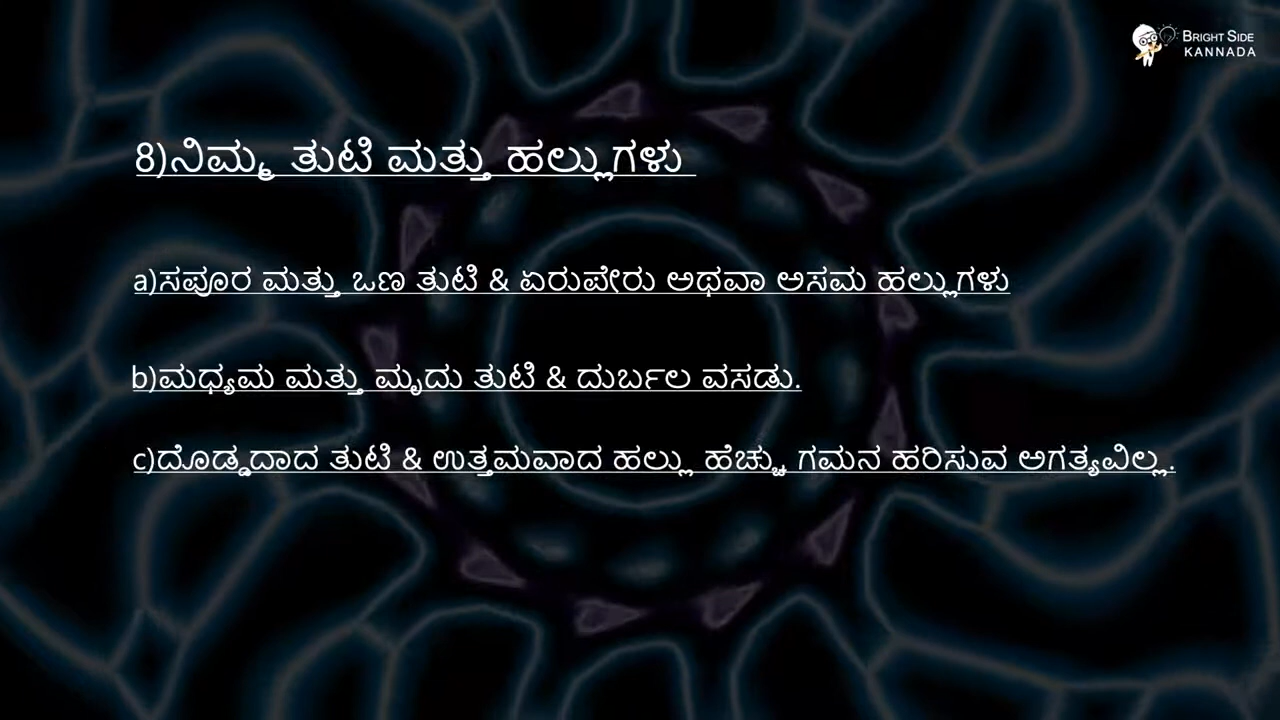 BRIGHT SIDE
KANNADA
8)ನಿಮ್ಮ ತುಟಿ ಮತ್ತು ಹಲ್ಲುಗಳು
a)ಸಪೂರ ಮತ್ತು ಒಣ ತುಟಿ & ಏರುಪೇರು ಅಥವಾ ಅಸಮ ಹಲ್ಲುಗಳು
b)ಮಧ್ಯಮ ಮತ್ತು ಮೃದು ತುಟಿ & ದುರ್ಬಲ ವಸಡು.
c)ದೊಡ್ಡದಾದ ತುಟಿ & ಉತ್ತಮವಾದ ಹಲ್ಲು ಹೆಚ್ಚು ಗಮನ ಹರಿಸುವ ಅಗತ್ಯವಿಲ್ಲ.